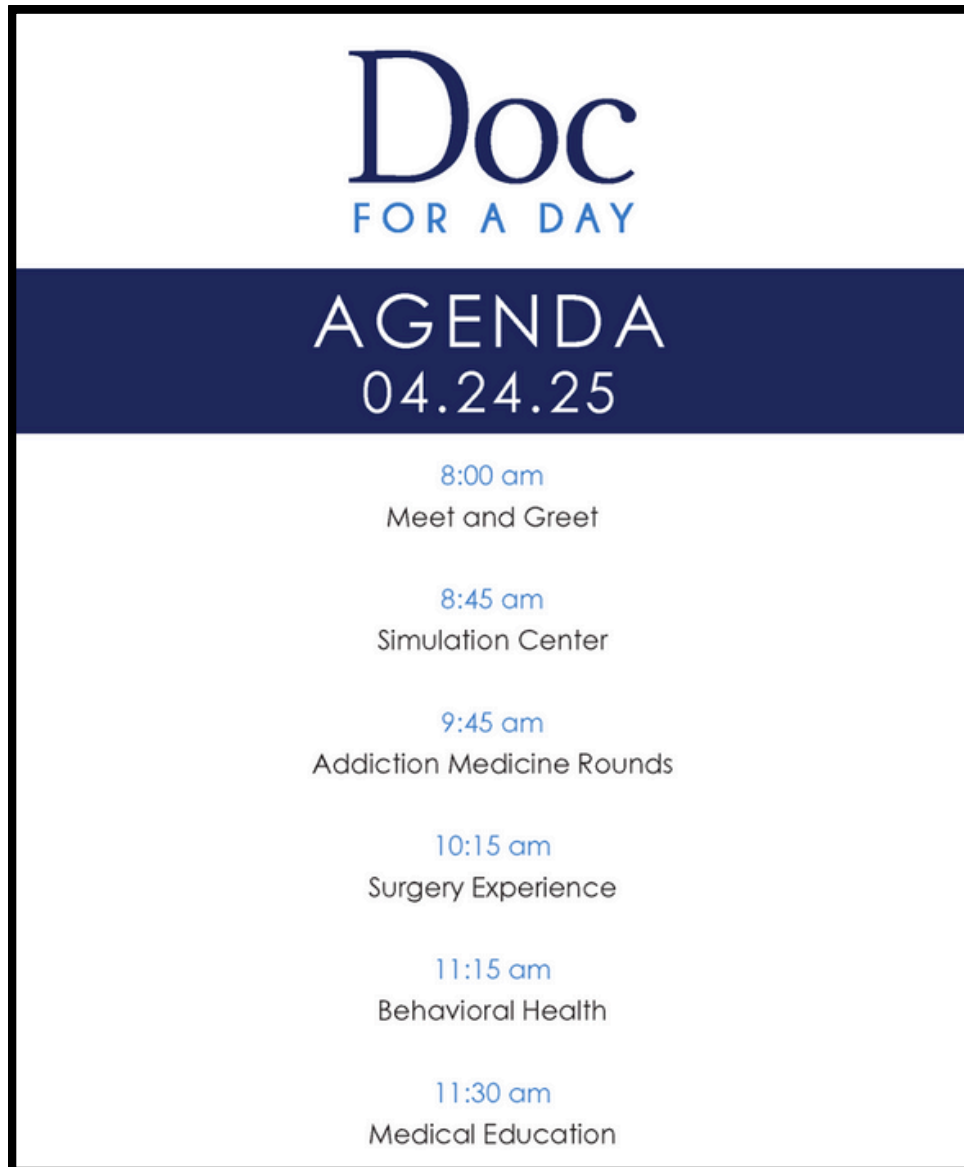 Doc
FOR A DAY
AGENDA
04.24.25
8:00 am
Meet and Greet
8:45 am
Simulation Center
9:45 am
Addiction Medicine Rounds
10:15 am
Surgery Experience
11:15 am
Behavioral Health
11:30 am
Medical Education